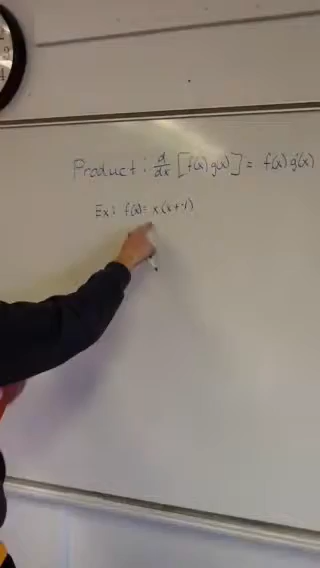 Product: d/dx [f(x)g(x)] = f(x)g'(x)
Ex: f(x)= x(x+1)